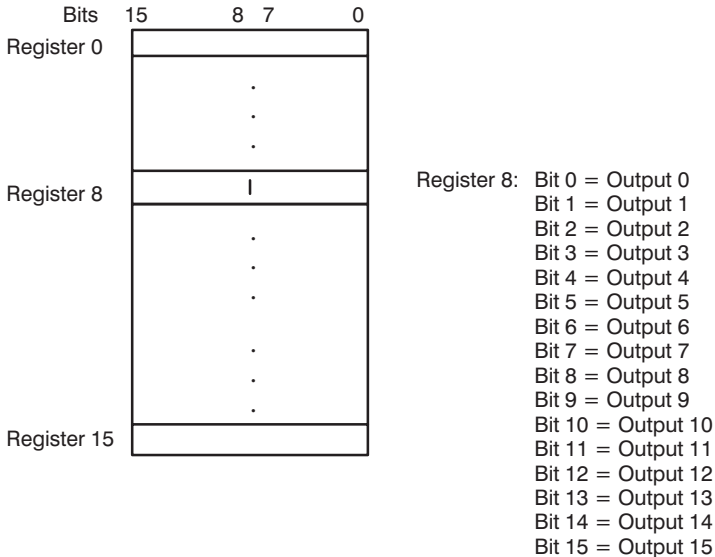 Bits 15 8 7 0
Register 0
.
.
.
Register 8 I
.
.
.
.
.
.
Register 15
Register 8: Bit 0 = Output 0
Bit 1 = Output 1
Bit 2 = Output 2
Bit 3 = Output 3
Bit 4 = Output 4
Bit 5 = Output 5
Bit 6 = Output 6
Bit 7 = Output 7
Bit 8 = Output 8
Bit 9 = Output 9
Bit 10 = Output 10
Bit 11 = Output 11
Bit 12 = Output 12
Bit 13 = Output 13
Bit 14 = Output 14
Bit 15 = Output 15